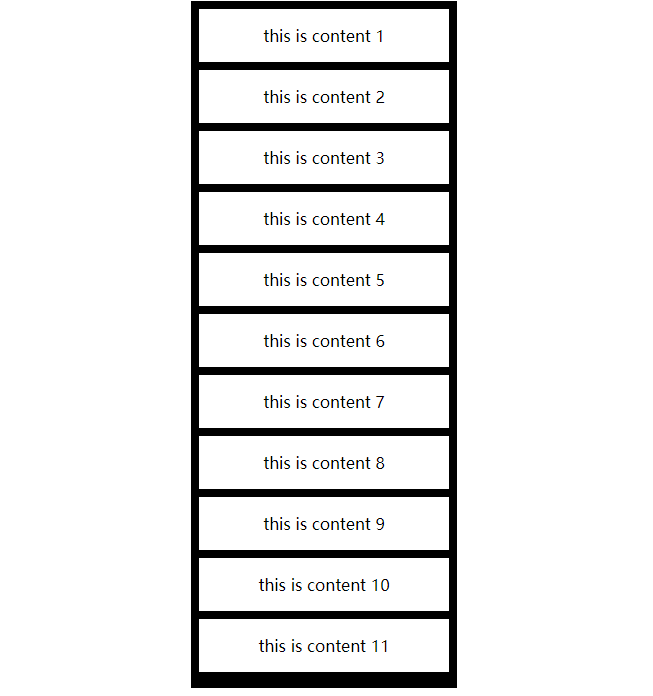 this is content 1
this is content 2
this is content 3
this is content 4
this is content 5
this is content 6
this is content 7
this is content 8
this is content 9
this is content 10
this is content 11